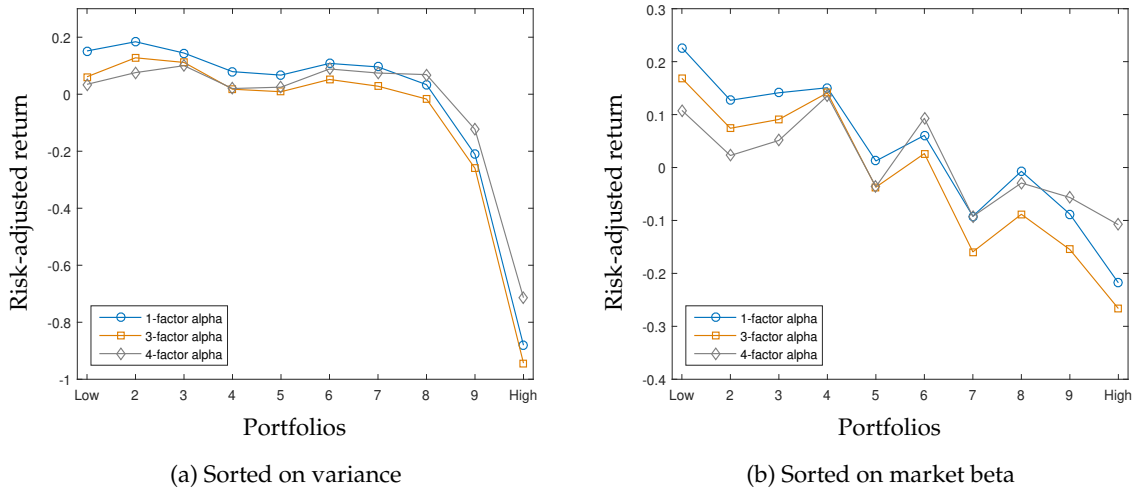 0.2
0
-0.2
-0.4
-0.6
-0.8
-1
Risk-adjusted return
1-factor alpha
3-factor alpha
4-factor alpha
Low 2 3 4 5 6 7 8 9 High
Portfolios
(a) Sorted on variance
0.3
0.2
0.1
0
-0.1
-0.2
-0.3
-0.4
Risk-adjusted return
1-factor alpha
3-factor alpha
4-factor alpha
Low 2 3 4 5 6 7 8 9 High
Portfolios
(b) Sorted on market beta